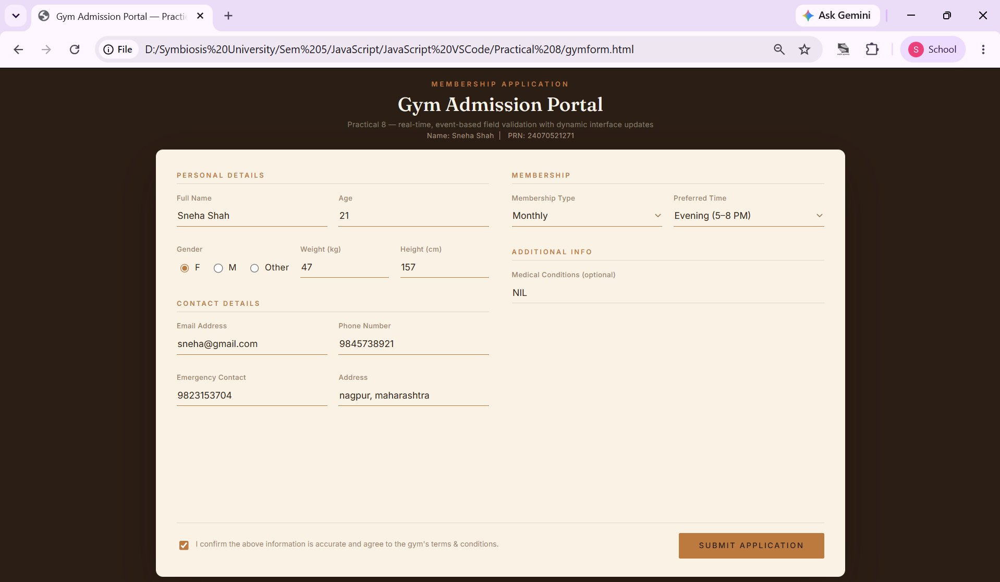 Gym Admission Portal — Practi
Ask Gemini
File
D:/Symbiosis%20University/Sem%205/JavaScript/JavaScript%20VSCode/Practical%208/gymform.html
S School
MEMBERSHIP APPLICATION
Gym Admission Portal
Practical 8 — real-time, event-based field validation with dynamic interface updates
Name: Sneha Shah | PRN: 24070521271
PERSONAL DETAILS
Full Name
Sneha Shah
Age
21
Gender
F M Other
Weight (kg)
47
Height (cm)
157
CONTACT DETAILS
Email Address
sneha@gmail.com
Phone Number
9845738921
Emergency Contact
9823153704
Address
nagpur, maharashtra
MEMBERSHIP
Membership Type
Monthly
Preferred Time
Evening (5–8 PM)
ADDITIONAL INFO
Medical Conditions (optional)
NIL
I confirm the above information is accurate and agree to the gym's terms & conditions.
SUBMIT APPLICATION